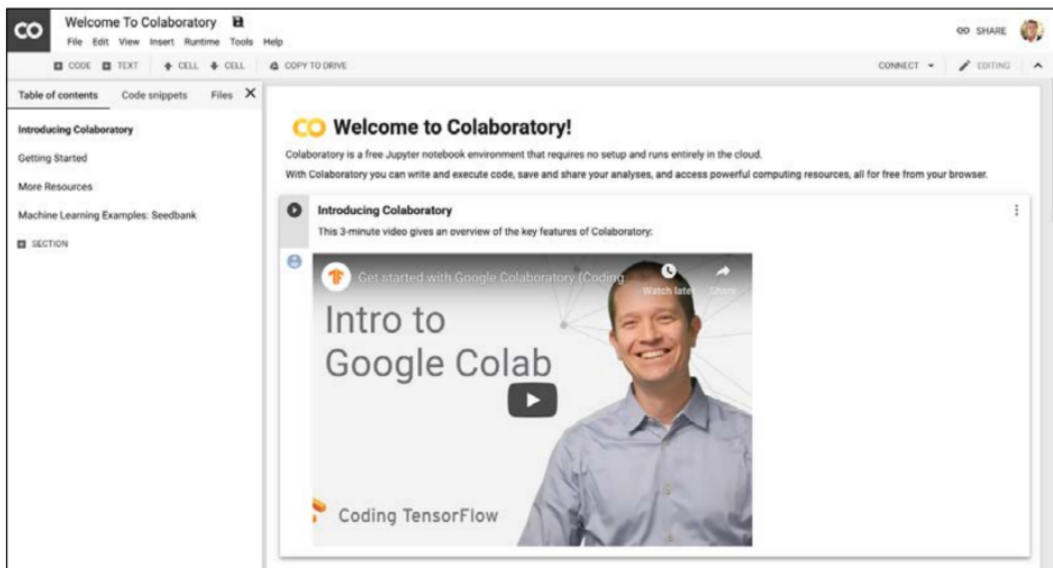 CO
Welcome To Colaboratory
File Edit View Insert Runtime Tools Help
SHARE
CODE TEXT CELL CELL COPY TO DRIVE
CONNECT EDITING
Table of contents Code snippets Files X
Introducing Colaboratory
Getting Started
More Resources
Machine Learning Examples: Seedbank
SECTION
CO Welcome to Colaboratory!
Colaboratory is a free Jupyter notebook environment that requires no setup and runs entirely in the cloud.
With Colaboratory you can write and execute code, save and share your analyses, and access powerful computing resources, all for free from your browser.
Introducing Colaboratory
This 3-minute video gives an overview of the key features of Colaboratory:
Get started with Google Colaboratory (Coding
Watch later Share
Intro to
Google Colab
Coding TensorFlow